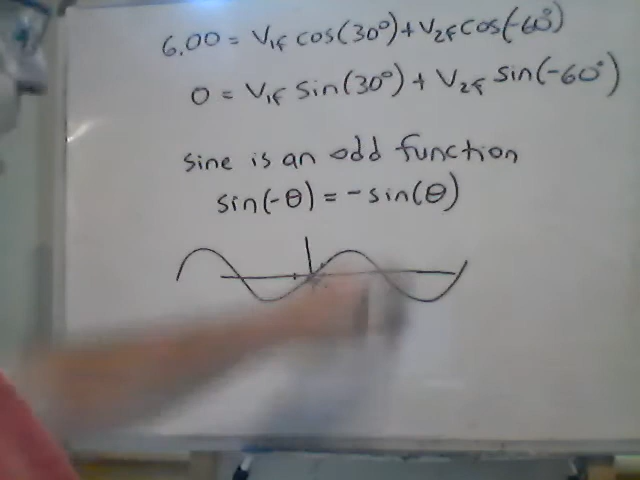 6.00 = V1f cos(30°) + V2f cos(-60°)
0 = V1f sin(30°) + V2f sin(-60°)
sine is an odd function
sin(-θ) = -sin(θ)